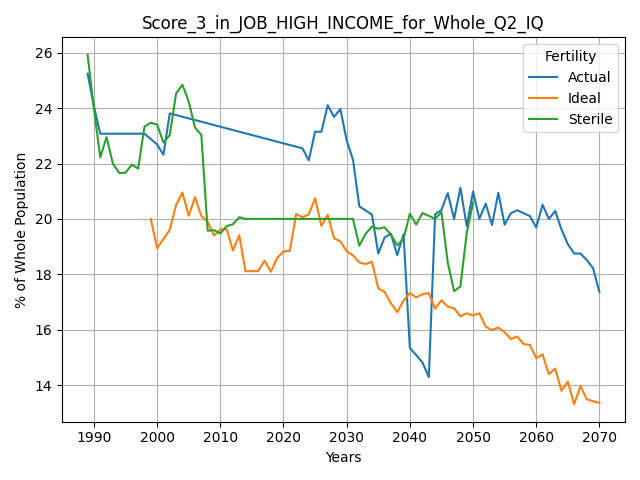 Score_3_in_JOB_HIGH_INCOME_for_Whole_Q2_IQ
Fertility
Actual
Ideal
Sterile
% of Whole Population
26
24
22
20
18
16
14
1990 2000 2010 2020 2030 2040 2050 2060 2070
Years